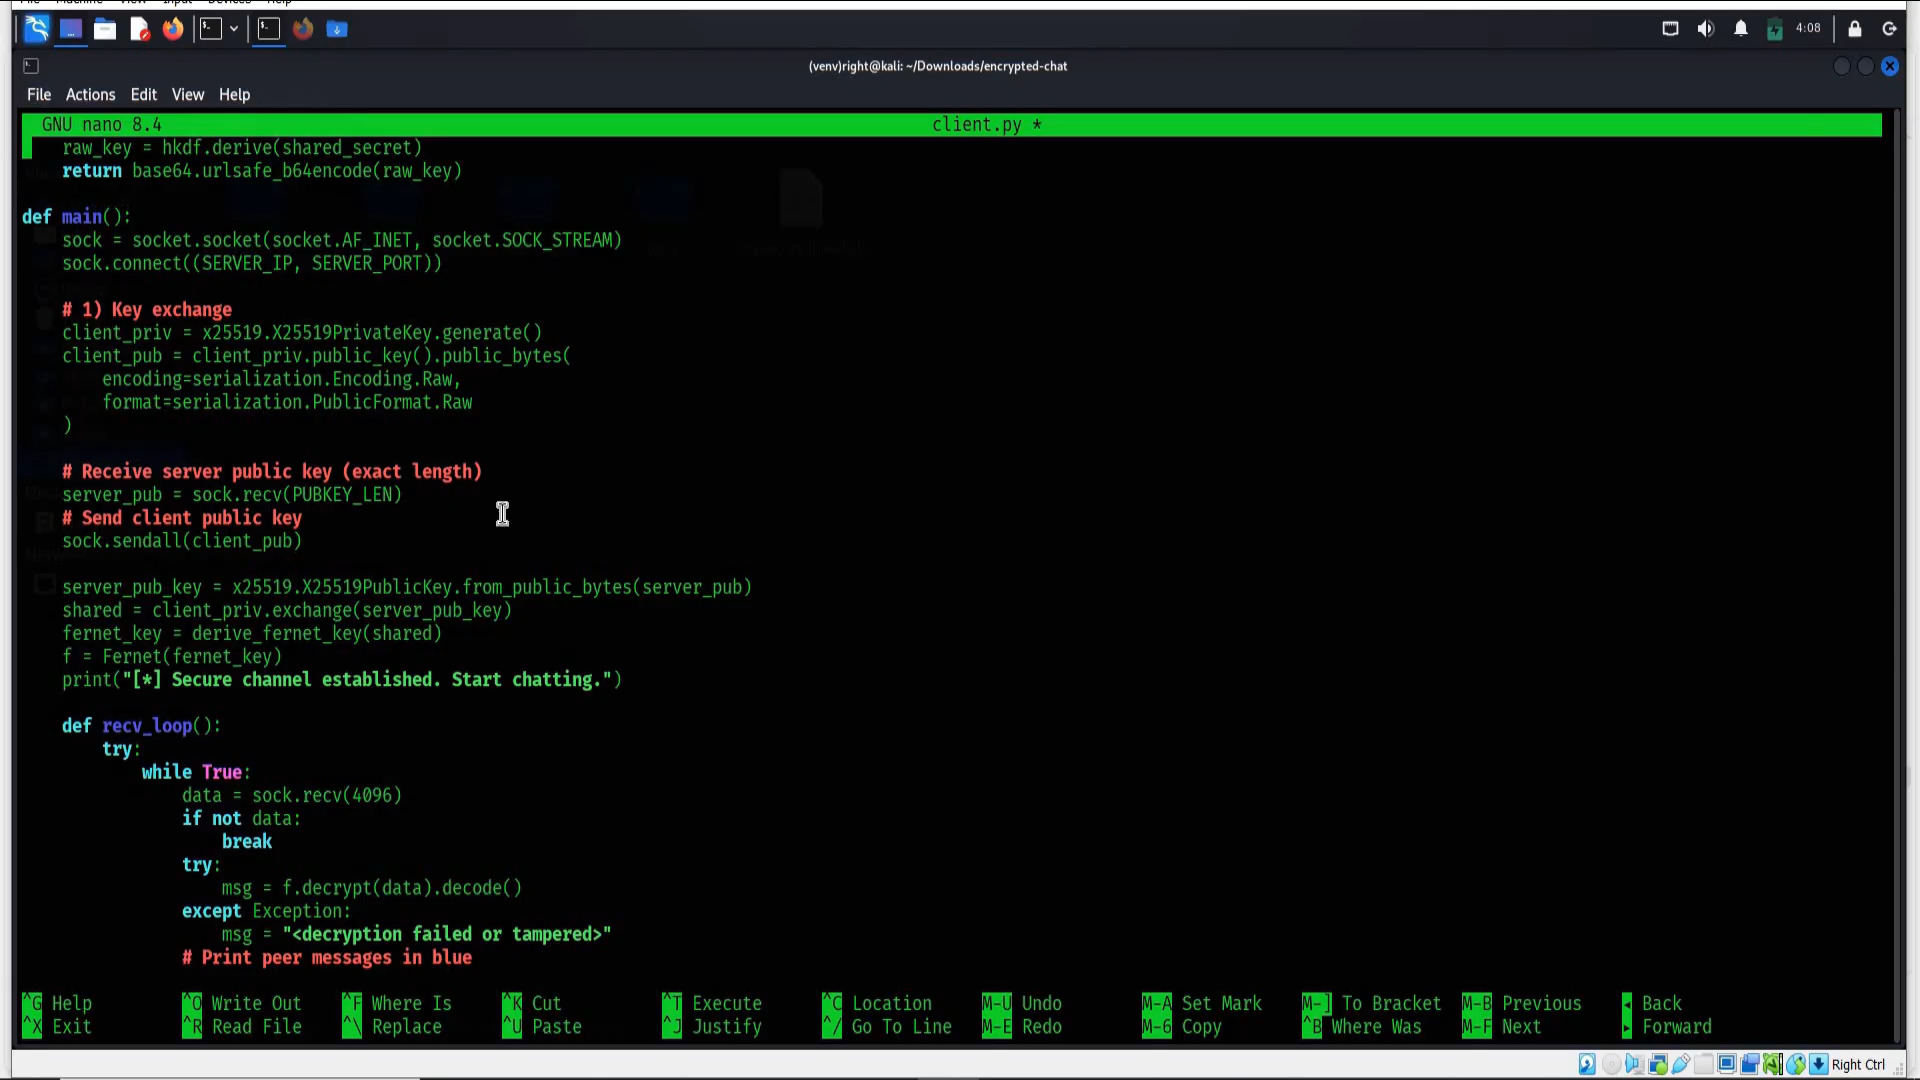 File Machine View Input Devices Help
4:08
(venv)right@kali: ~/Downloads/encrypted-chat
File Actions Edit View Help
GNU nano 8.4 client.py *
    raw_key = hkdf.derive(shared_secret)
    return base64.urlsafe_b64encode(raw_key)
def main():
    sock = socket.socket(socket.AF_INET, socket.SOCK_STREAM)
    sock.connect((SERVER_IP, SERVER_PORT))
    # 1) Key exchange
    client_priv = x25519.X25519PrivateKey.generate()
    client_pub = client_priv.public_key().public_bytes(
        encoding=serialization.Encoding.Raw,
        format=serialization.PublicFormat.Raw
    )
    # Receive server public key (exact length)
    server_pub = sock.recv(PUBKEY_LEN)
    # Send client public key
    sock.sendall(client_pub)
    server_pub_key = x25519.X25519PublicKey.from_public_bytes(server_pub)
    shared = client_priv.exchange(server_pub_key)
    fernet_key = derive_fernet_key(shared)
    f = Fernet(fernet_key)
    print("[*] Secure channel established. Start chatting.")
    def recv_loop():
        try:
            while True:
                data = sock.recv(4096)
                if not data:
                    break
                try:
                    msg = f.decrypt(data).decode()
                except Exception:
                    msg = "<decryption failed or tampered>"
                # Print peer messages in blue
^G Help ^O Write Out ^F Where Is ^K Cut ^T Execute ^C Location M-U Undo M-A Set Mark M-] To Bracket M-B Previous ◂ Back
^X Exit ^R Read File ^\ Replace ^U Paste ^J Justify ^/ Go To Line M-E Redo M-6 Copy ^B Where Was M-F Next ▸ Forward
Right Ctrl